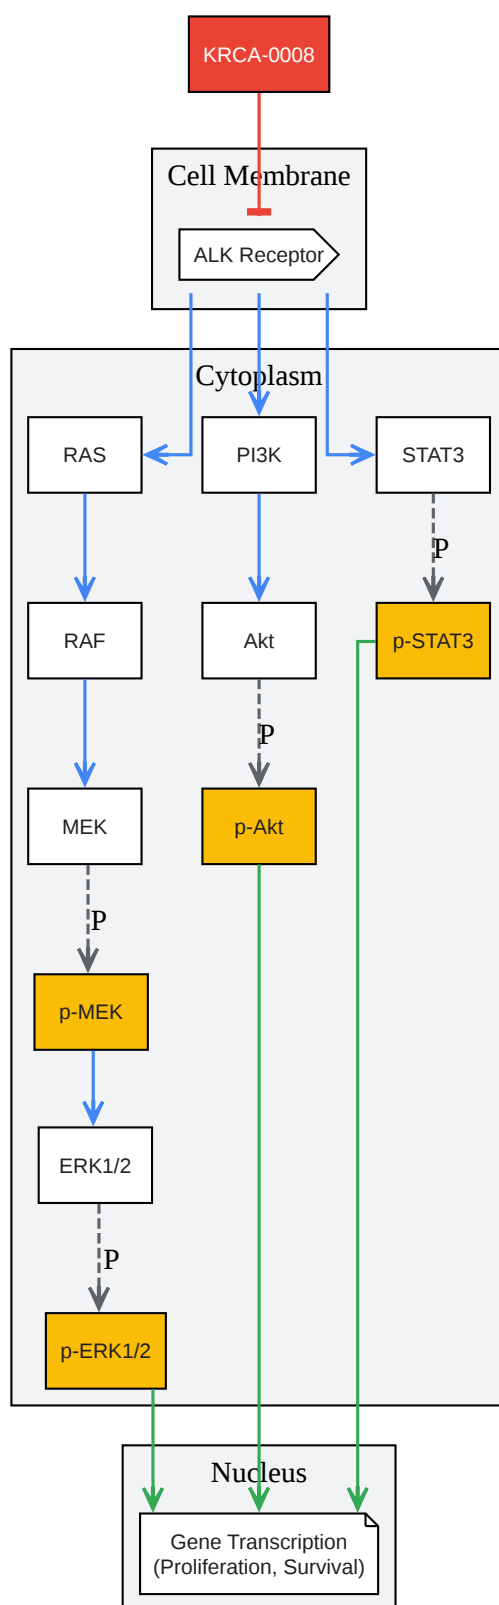 KRCA-0008
Cell Membrane
ALK Receptor
Cytoplasm
RAS
PI3K
STAT3
P
RAF
Akt
p-STAT3
P
MEK
p-Akt
P
p-MEK
ERK1/2
P
p-ERK1/2
Nucleus
Gene Transcription
(Proliferation, Survival)